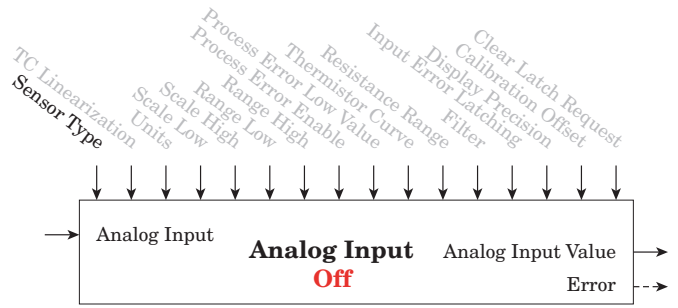 Sensor Type
TC Linearization
Units
Scale Low
Scale High
Range Low
Range High
Process Error Enable
Process Error Low Value
Thermistor Curve
Resistance Range
Filter
Input Error Latching
Display Precision
Calibration Offset
Clear Latch Request
Analog Input
Analog Input
Off
Analog Input Value
Error